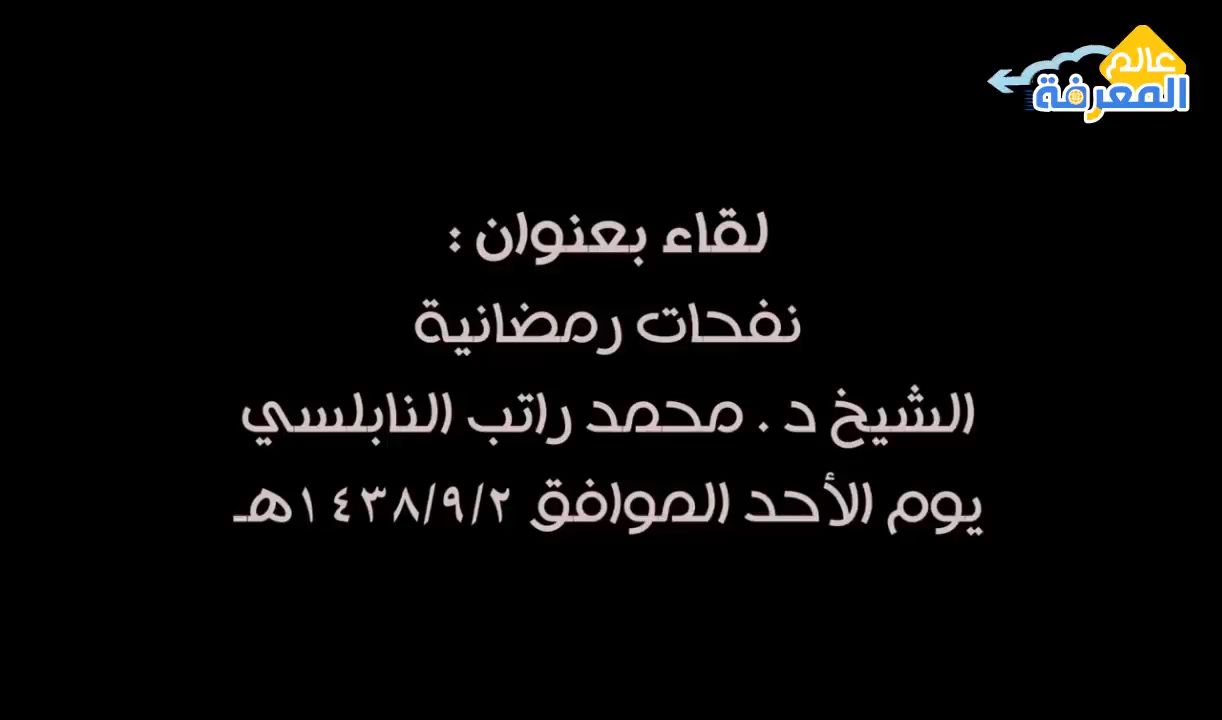 عالم
المعرفة
لقاء بعنوان :
نفحات رمضانية
الشيخ د . محمد راتب النابلسي
يوم الأحد الموافق ١٤٣٨/٩/٢هـ